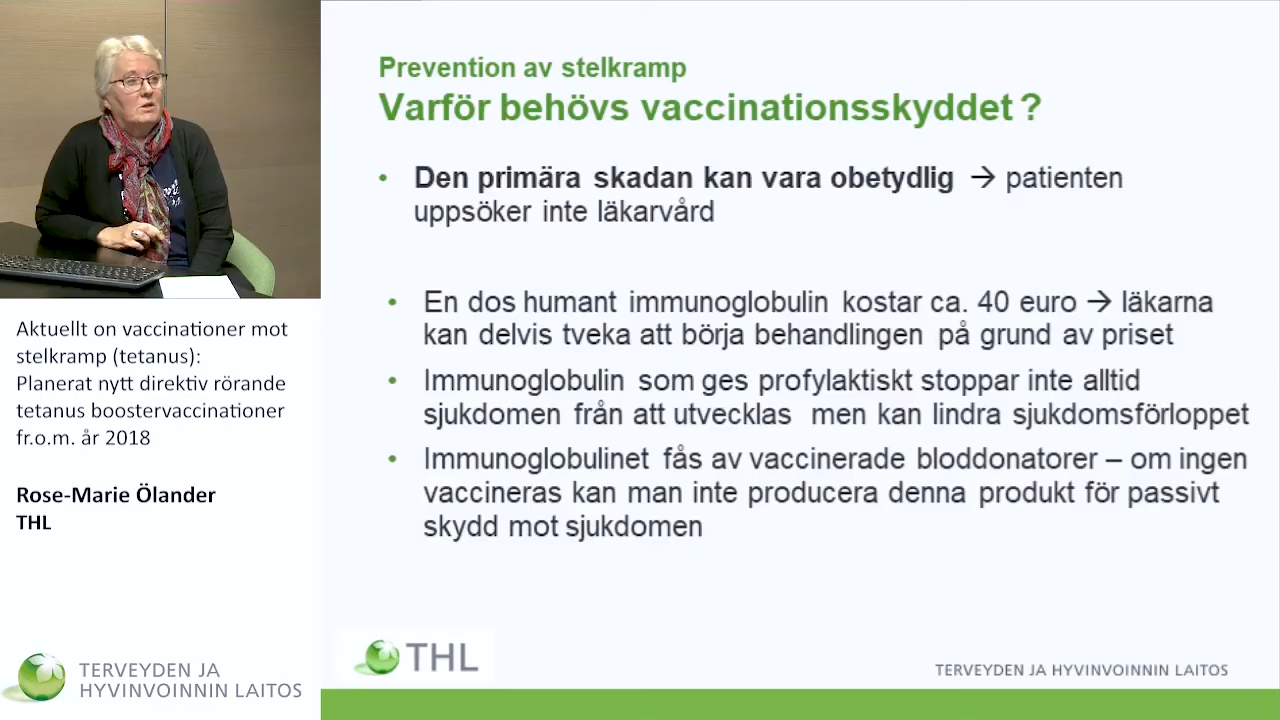 Prevention av stelkramp
Varför behövs vaccinationsskyddet ?
• Den primära skadan kan vara obetydlig → patienten
uppsöker inte läkarvård
• En dos humant immunoglobulin kostar ca. 40 euro → läkarna
kan delvis tveka att börja behandlingen på grund av priset
• Immunoglobulin som ges profylaktiskt stoppar inte alltid
sjukdomen från att utvecklas men kan lindra sjukdomsförloppet
• Immunoglobulinet fås av vaccinerade bloddonatorer – om ingen
vaccineras kan man inte producera denna produkt för passivt
skydd mot sjukdomen
Aktuellt on vaccinationer mot
stelkramp (tetanus):
Planerat nytt direktiv rörande
tetanus boostervaccinationer
fr.o.m. år 2018
Rose-Marie Ölander
THL
TERVEYDEN JA
HYVINVOINNIN LAITOS
THL
TERVEYDEN JA HYVINVOINNIN LAITOS